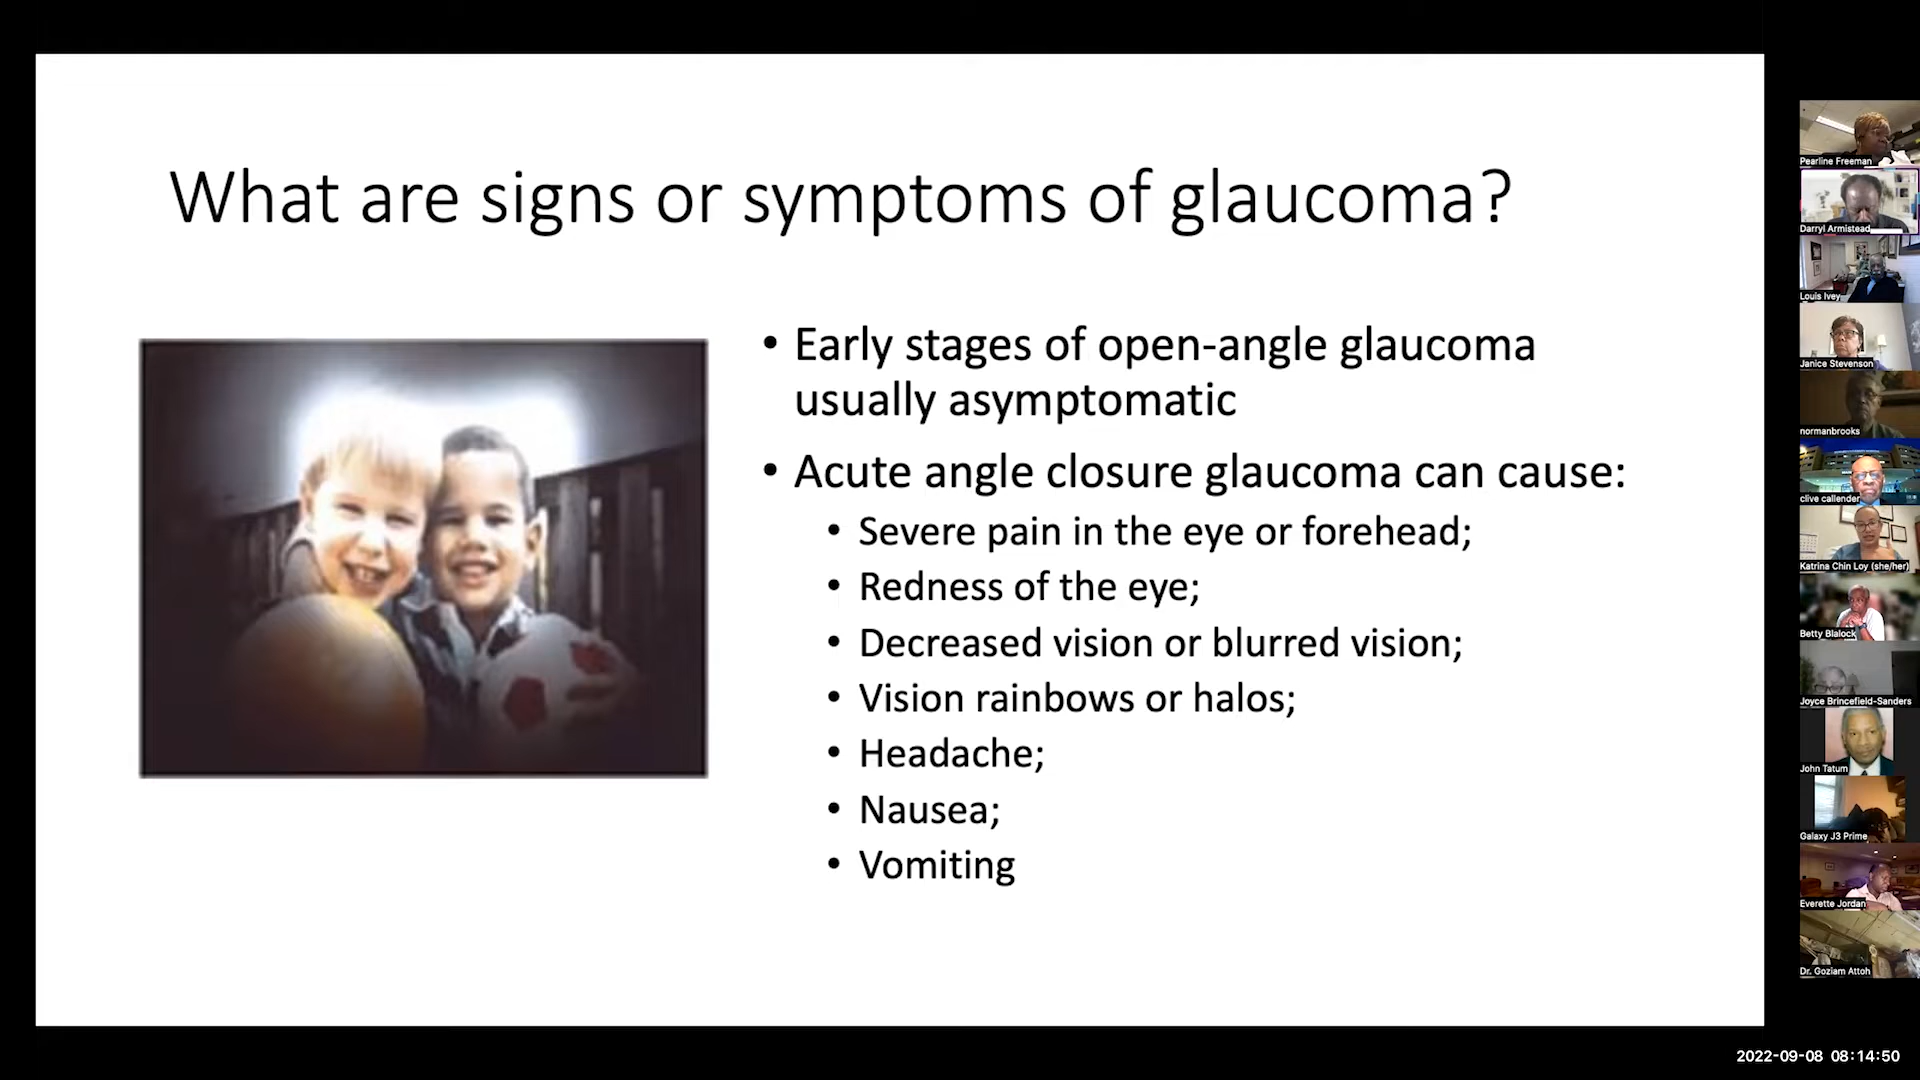 What are signs or symptoms of glaucoma?
• Early stages of open-angle glaucoma
usually asymptomatic
• Acute angle closure glaucoma can cause:
• Severe pain in the eye or forehead;
• Redness of the eye;
• Decreased vision or blurred vision;
• Vision rainbows or halos;
• Headache;
• Nausea;
• Vomiting
Pearline Freeman
Darryl Armistead
Louis Ivey
Janice Stevenson
normanbrooks
clive callender
Katrina Chin Loy (she/her)
Betty Blalock
Joyce Brincefield-Sanders
John Tatum
Galaxy J3 Prime
Everette Jordan
Dr. Goziam Attoh
2022-09-08 08:14:50